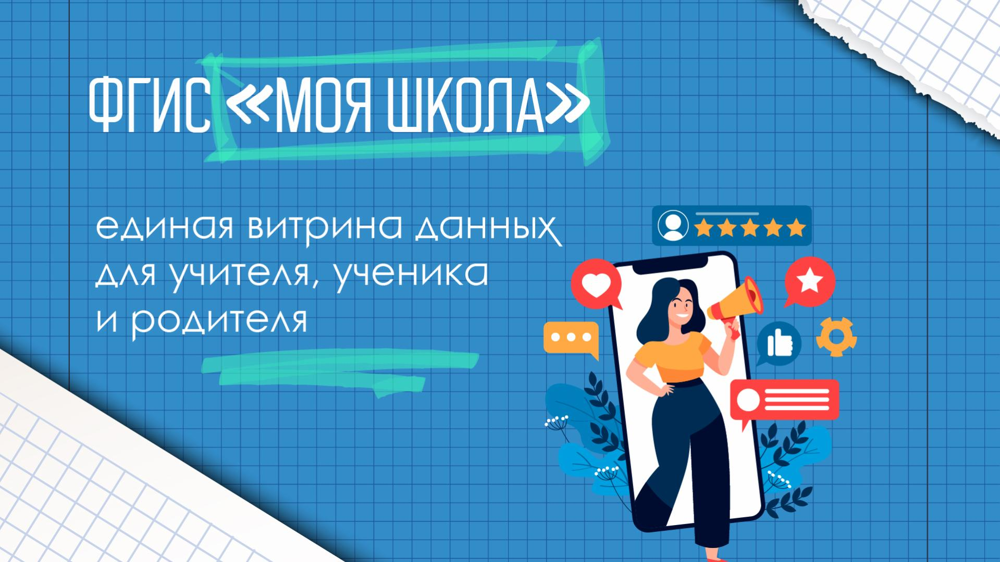 ФГИС «МОЯ ШКОЛА»
единая витрина данных
для учителя, ученика
и родителя